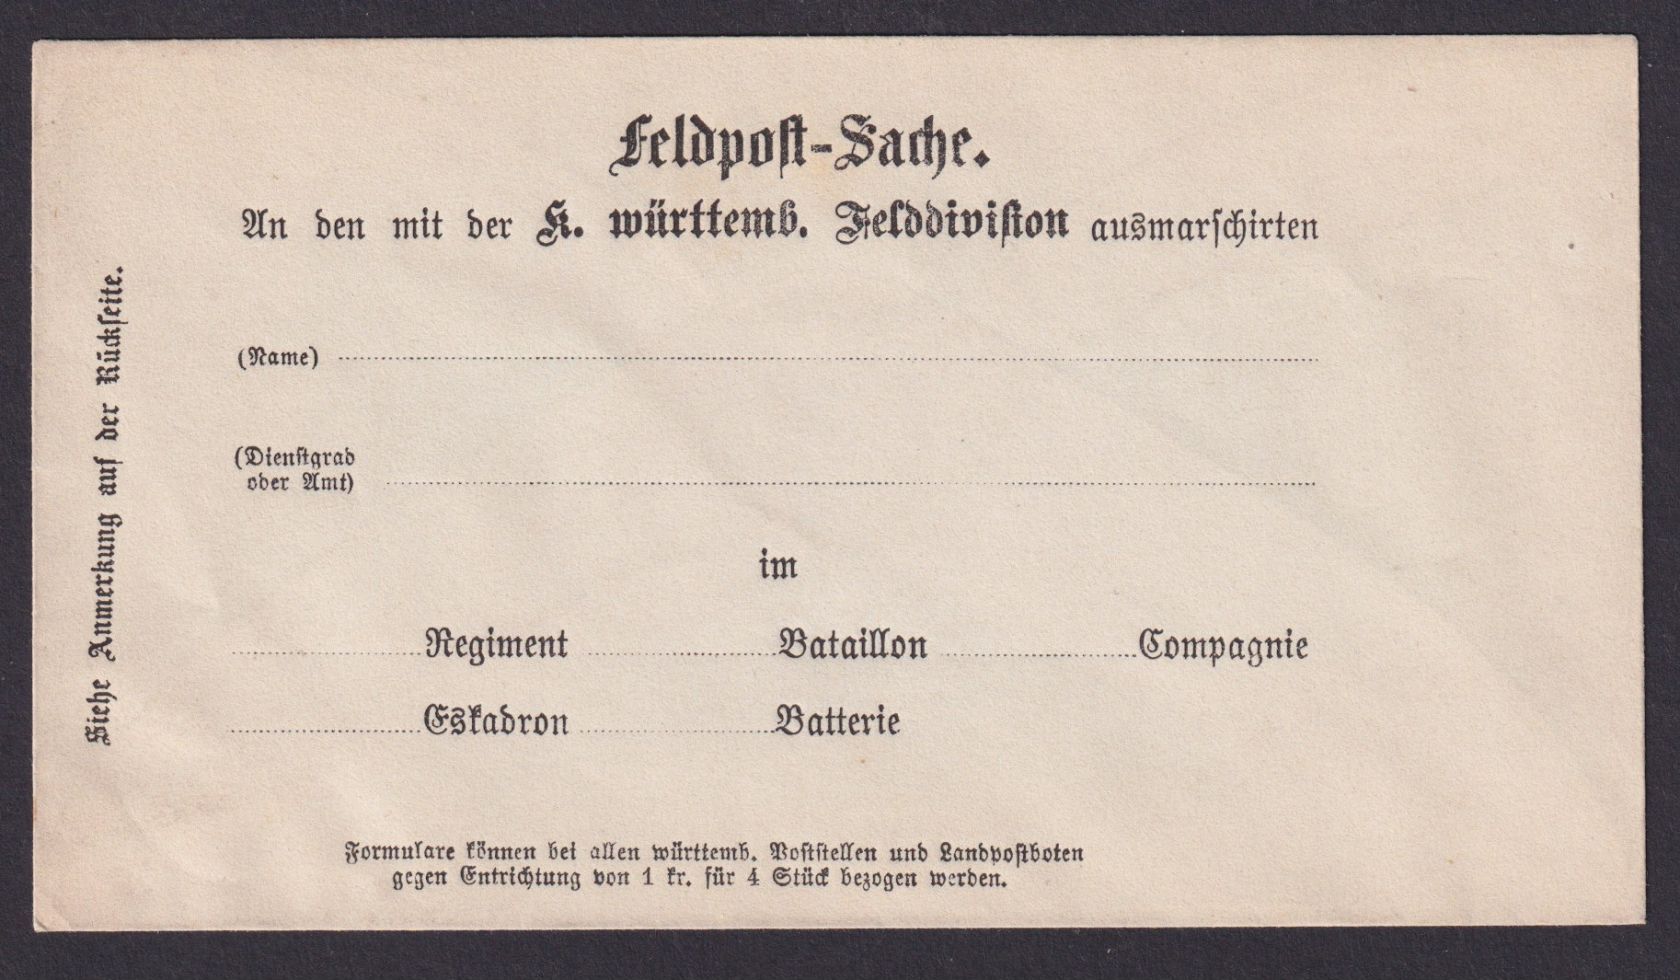 Feldpost-Sache.
An den mit der K. württemb. Felddivision ausmarschirten
(Name)
(Dienstgrad
oder Amt)
im
Regiment Bataillon Compagnie
Eskadron Batterie
Formulare können bei allen württemb. Poststellen und Landpostboten
gegen Entrichtung von 1 kr. für 4 Stück bezogen werden.
Siehe Anmerkung auf der Rückseite.